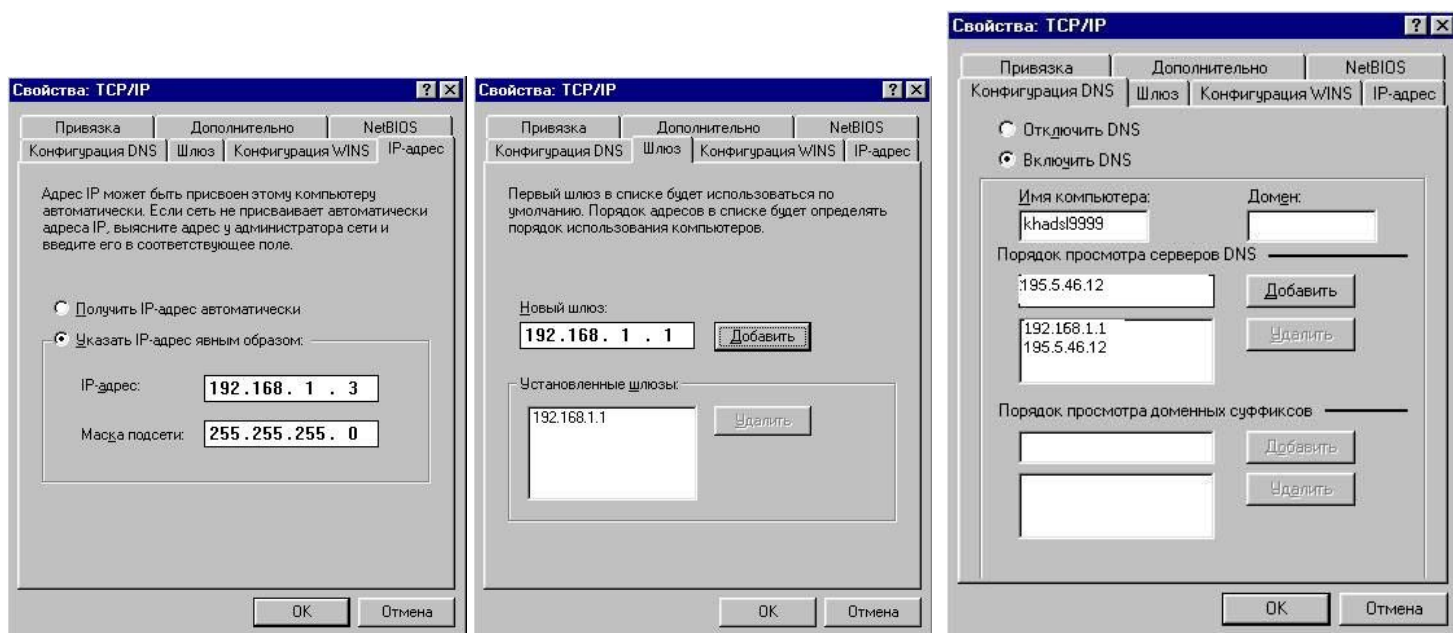 Свойства: TCP/IP
Привязка Дополнительно NetBIOS
Конфигурация DNS Шлюз Конфигурация WINS IP-адрес
Адрес IP может быть присвоен этому компьютеру
автоматически. Если сеть не присваивает автоматически
адреса IP, выясните адрес у администратора сети и
введите его в соответствующее поле.
Получить IP-адрес автоматически
Указать IP-адрес явным образом:
IP-адрес: 192.168. 1 . 3
Маска подсети: 255.255.255. 0
OK Отмена
Свойства: TCP/IP
Привязка Дополнительно NetBIOS
Конфигурация DNS Шлюз Конфигурация WINS IP-адрес
Первый шлюз в списке будет использоваться по
умолчанию. Порядок адресов в списке будет определять
порядок использования компьютеров.
Новый шлюз:
192.168. 1 . 1 Добавить
Установленные шлюзы:
192.168.1.1 Удалить
OK Отмена
Свойства: TCP/IP
Привязка Дополнительно NetBIOS
Конфигурация DNS Шлюз Конфигурация WINS IP-адрес
Отключить DNS
Включить DNS
Имя компьютера: Домен:
khadsl9999
Порядок просмотра серверов DNS
195.5.46.12 Добавить
192.168.1.1 Удалить
195.5.46.12
Порядок просмотра доменных суффиксов
Добавить
Удалить
OK Отмена